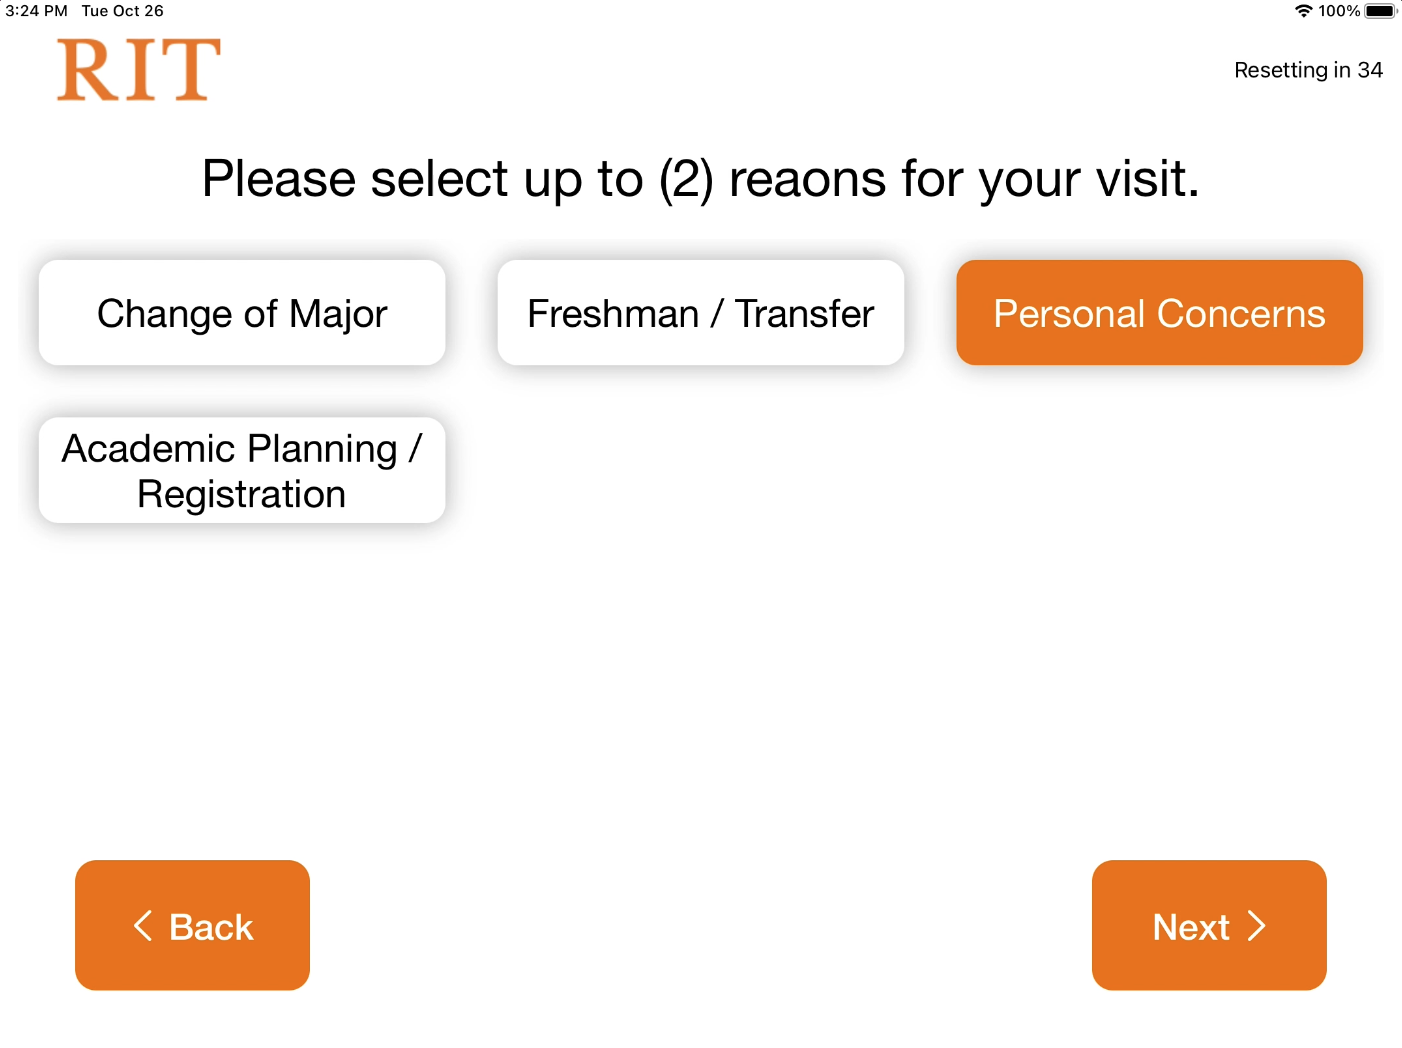 3:24 PM Tue Oct 26
100%
RIT
Resetting in 34
Please select up to (2) reaons for your visit.
Change of Major
Freshman / Transfer
Personal Concerns
Academic Planning /
Registration
Back
Next